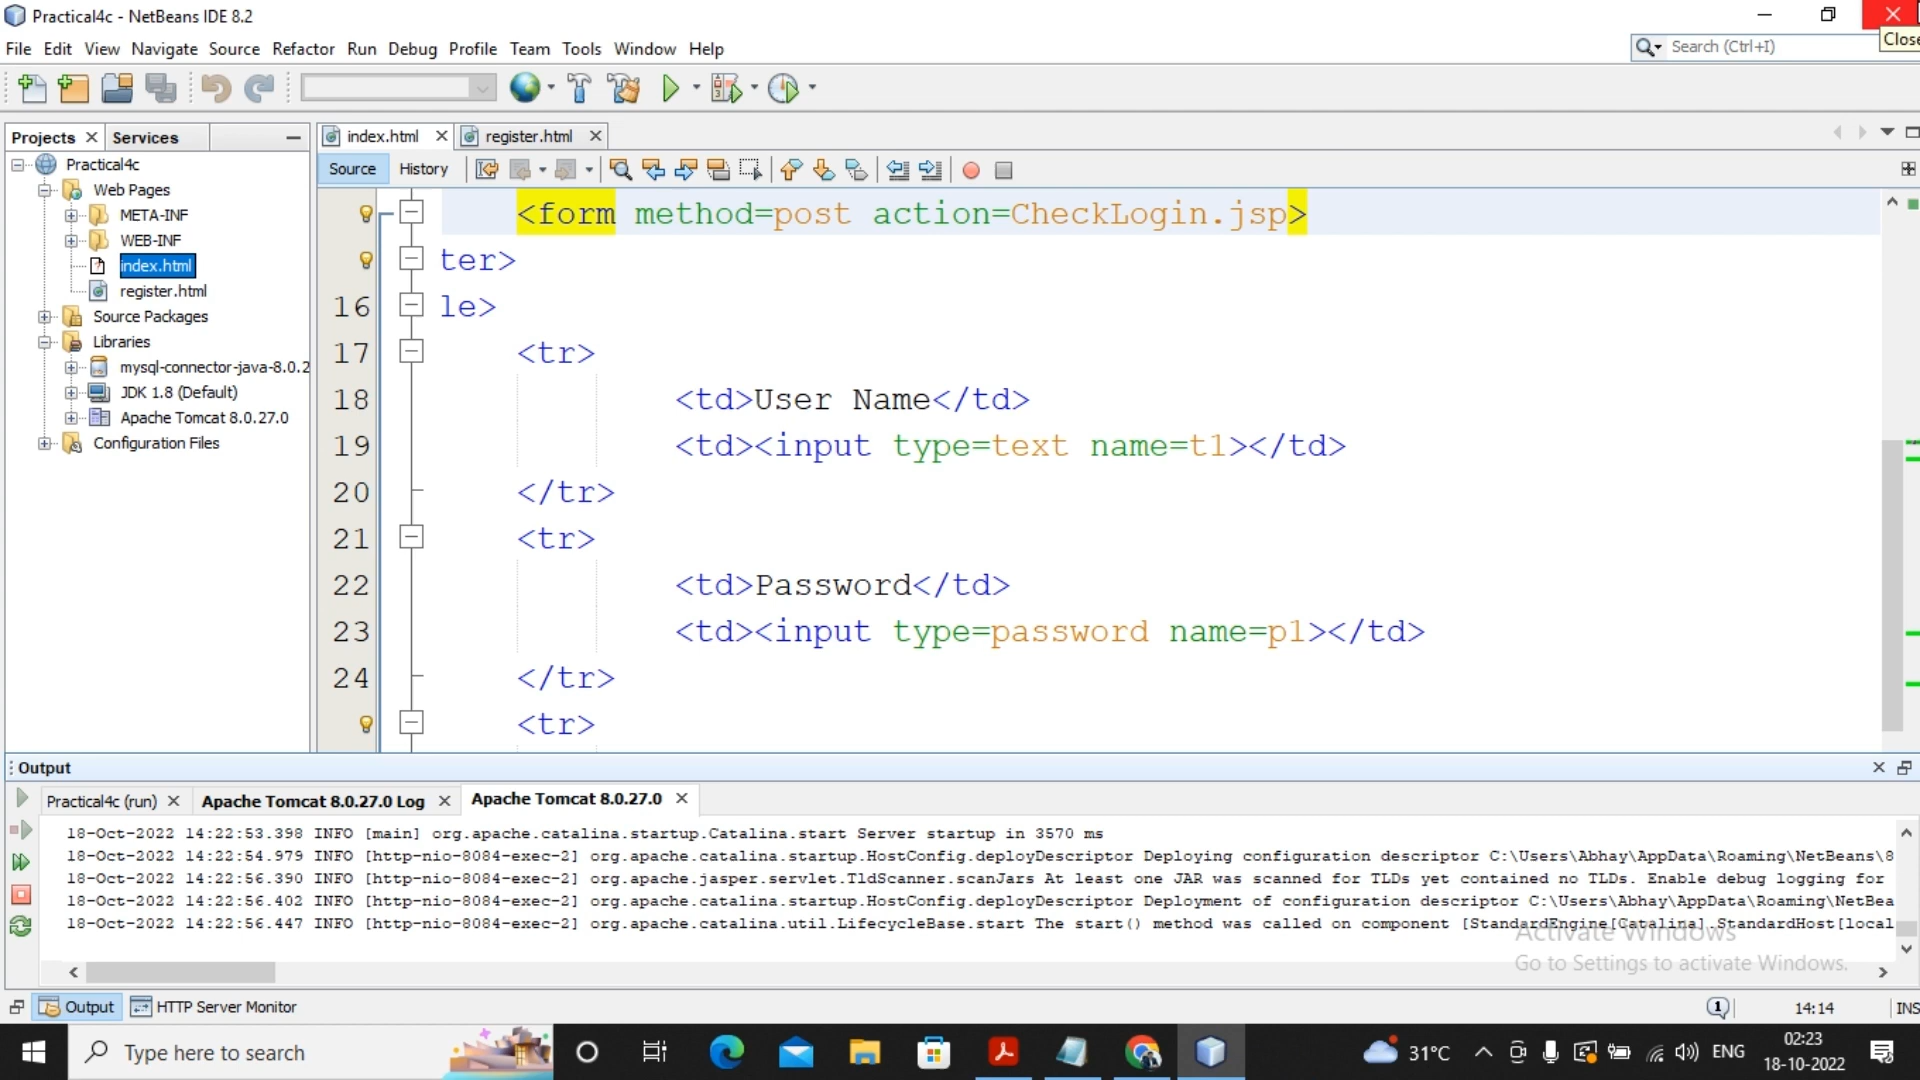 Practical4c - NetBeans IDE 8.2
Close
File Edit View Navigate Source Refactor Run Debug Profile Team Tools Window Help
Search (Ctrl+I)
Projects Services
index.html register.html
Source History
Practical4c
Web Pages
META-INF
WEB-INF
index.html
register.html
Source Packages
Libraries
mysql-connector-java-8.0.2
JDK 1.8 (Default)
Apache Tomcat 8.0.27.0
Configuration Files
<form method=post action=CheckLogin.jsp>
ter>
16 le>
17 <tr>
18 <td>User Name</td>
19 <td><input type=text name=t1></td>
20 </tr>
21 <tr>
22 <td>Password</td>
23 <td><input type=password name=p1></td>
24 </tr>
<tr>
Output
Practical4c (run) Apache Tomcat 8.0.27.0 Log Apache Tomcat 8.0.27.0
18-Oct-2022 14:22:53.398 INFO [main] org.apache.catalina.startup.Catalina.start Server startup in 3570 ms
18-Oct-2022 14:22:54.979 INFO [http-nio-8084-exec-2] org.apache.catalina.startup.HostConfig.deployDescriptor Deploying configuration descriptor C:\Users\Abhay\AppData\Roaming\NetBeans\8
18-Oct-2022 14:22:56.390 INFO [http-nio-8084-exec-2] org.apache.jasper.servlet.TldScanner.scanJars At least one JAR was scanned for TLDs yet contained no TLDs. Enable debug logging for
18-Oct-2022 14:22:56.402 INFO [http-nio-8084-exec-2] org.apache.catalina.startup.HostConfig.deployDescriptor Deployment of configuration descriptor C:\Users\Abhay\AppData\Roaming\NetBea
18-Oct-2022 14:22:56.447 INFO [http-nio-8084-exec-2] org.apache.catalina.util.LifecycleBase.start The start() method was called on component [StandardEngine[Catalina].StandardHost[local
Activate Windows
Go to Settings to activate Windows.
Output HTTP Server Monitor
1 14:14 INS
Type here to search
31°C ENG
02:23
18-10-2022